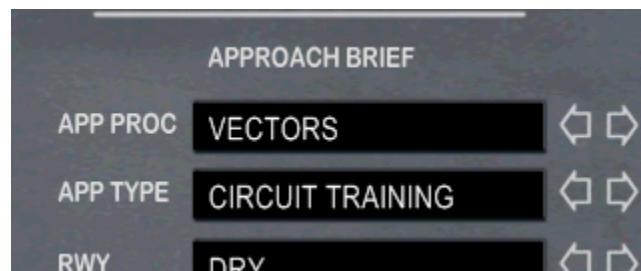 APPROACH BRIEF
APP PROC VECTORS
APP TYPE CIRCUIT TRAINING
RWY DRY